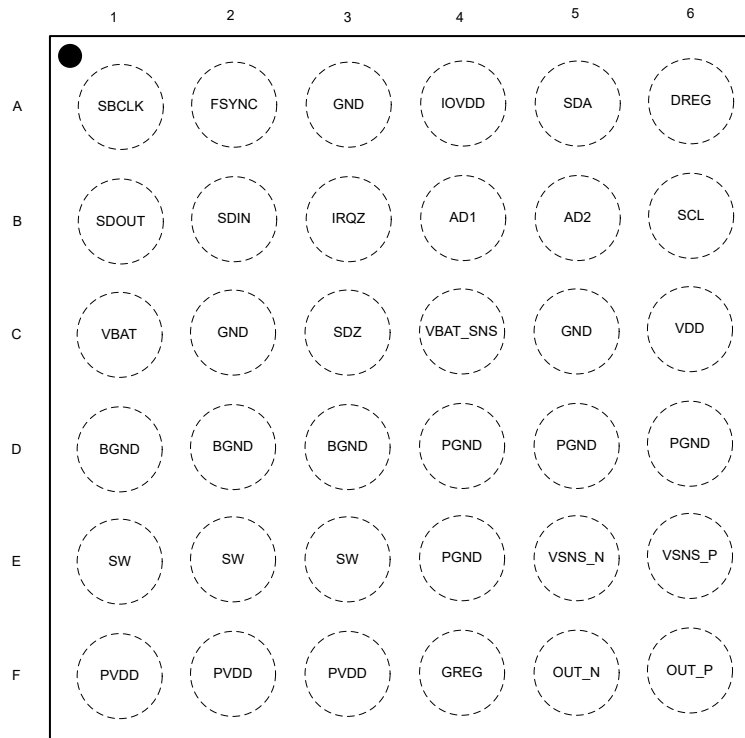 1 2 3 4 5 6
A SBCLK FSYNC GND IOVDD SDA DREG
B SDOUT SDIN IRQZ AD1 AD2 SCL
C VBAT GND SDZ VBAT_SNS GND VDD
D BGND BGND BGND PGND PGND PGND
E SW SW SW PGND VSNS_N VSNS_P
F PVDD PVDD PVDD GREG OUT_N OUT_P